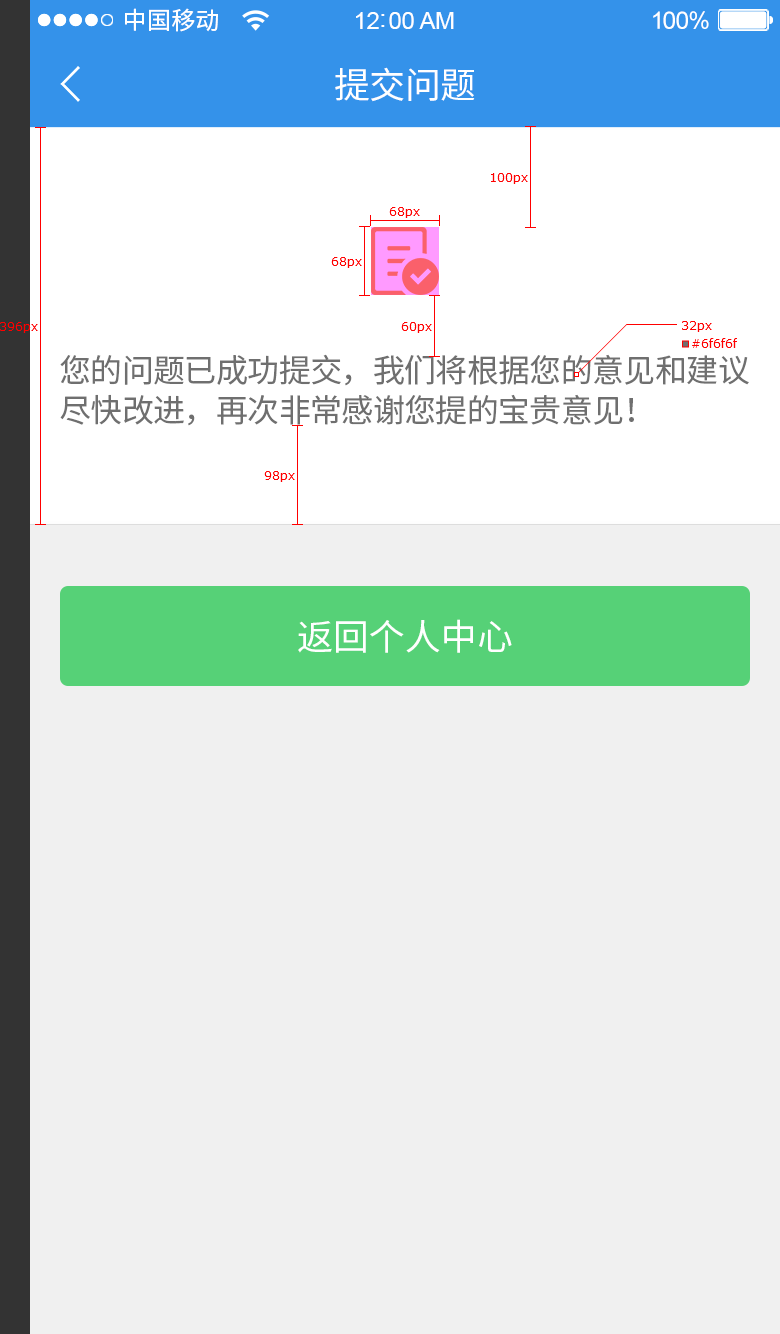 中国移动 12:00 AM 100%
提交问题
100px
68px
68px
396px
60px
32px
#6f6f6f
您的问题已成功提交，我们将根据您的意见和建议
尽快改进，再次非常感谢您提的宝贵意见！
98px
返回个人中心